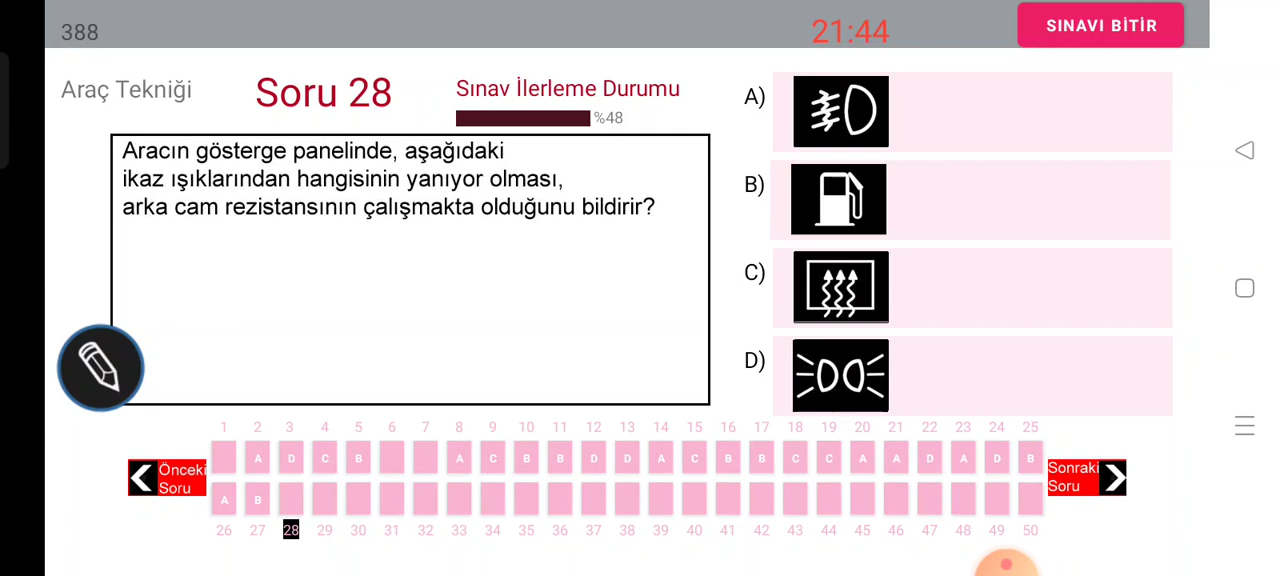 388
21:44
SINAVI BİTİR
Araç Tekniği
Soru 28
Sınav İlerleme Durumu
%48
Aracın gösterge panelinde, aşağıdaki
ikaz ışıklarından hangisinin yanıyor olması,
arka cam rezistansının çalışmakta olduğunu bildirir?
A)
B)
C)
D)
1 2 3 4 5 6 7 8 9 10 11 12 13 14 15 16 17 18 19 20 21 22 23 24 25
A D C B A C B B D D A C B B C C A A D A D B
Önceki
Soru
Sonraki
Soru
A B
26 27 28 29 30 31 32 33 34 35 36 37 38 39 40 41 42 43 44 45 46 47 48 49 50